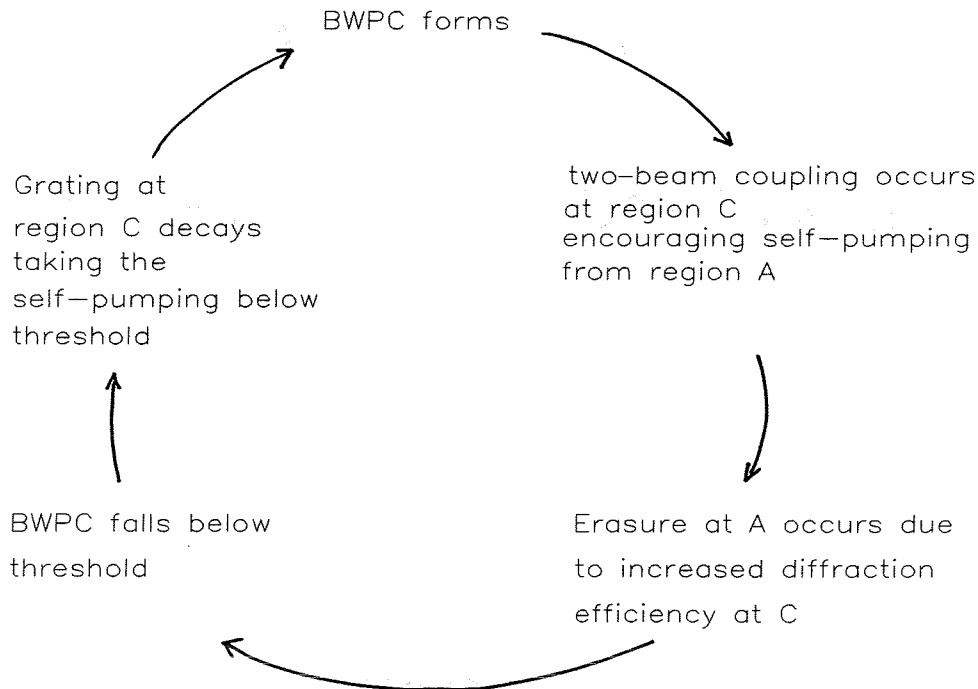 BWPC forms
two-beam coupling occurs
at region C
encouraging self-pumping
from region A
Erasure at A occurs due
to increased diffraction
efficiency at C
BWPC falls below
threshold
Grating at
region C decays
taking the
self-pumping below
threshold